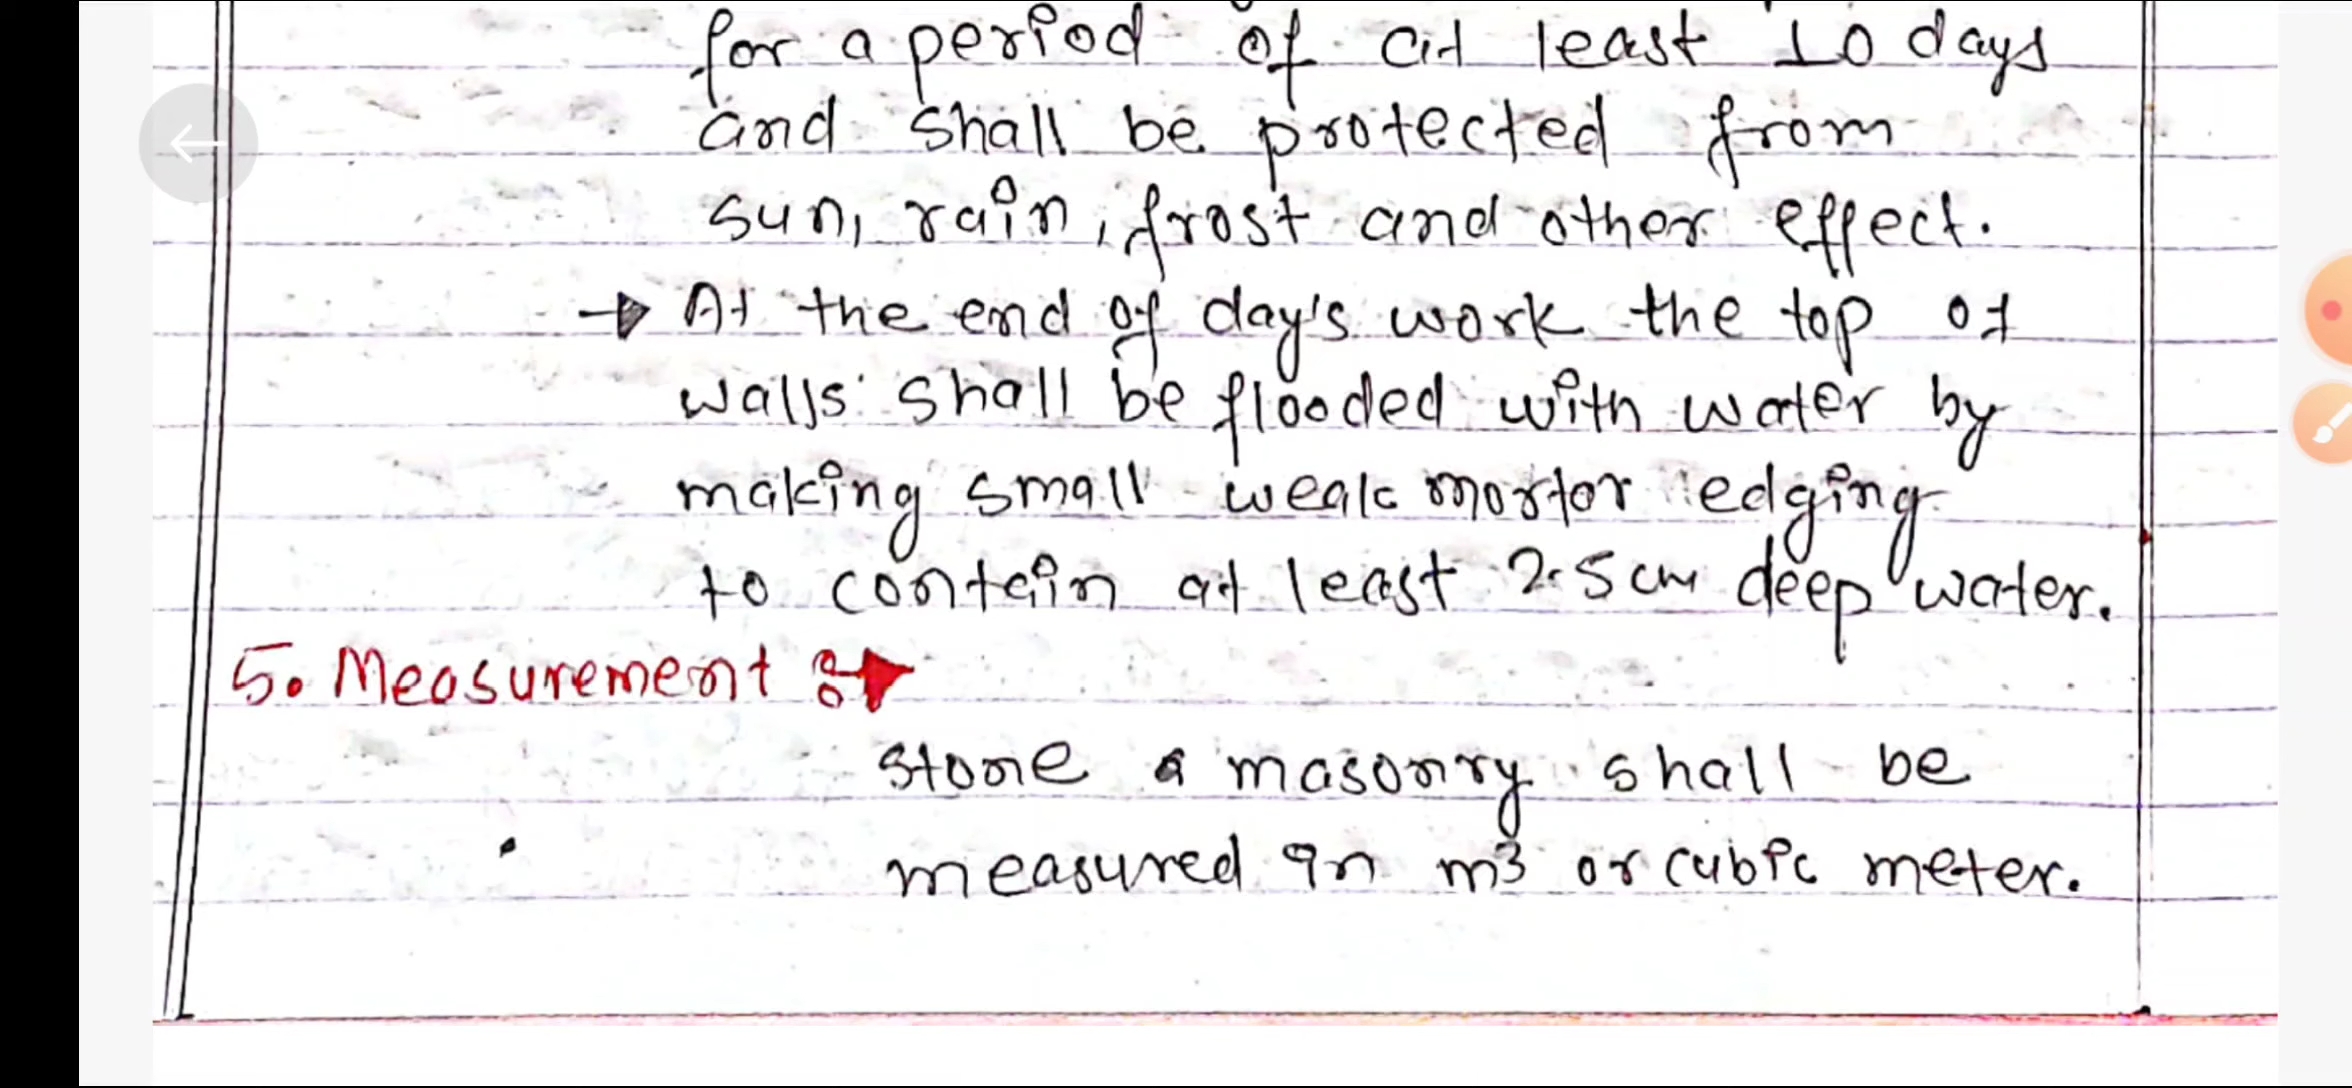 for a period of at least 10 days
and shall be protected from
sun, rain, frost and other effect.
→ At the end of day's work the top of
walls shall be flooded with water by
making small weak mortor edging
to contain at least 2.5 cm deep water.
5. Measurement :→
stone masonry shall be
measured in m³ or cubic meter.